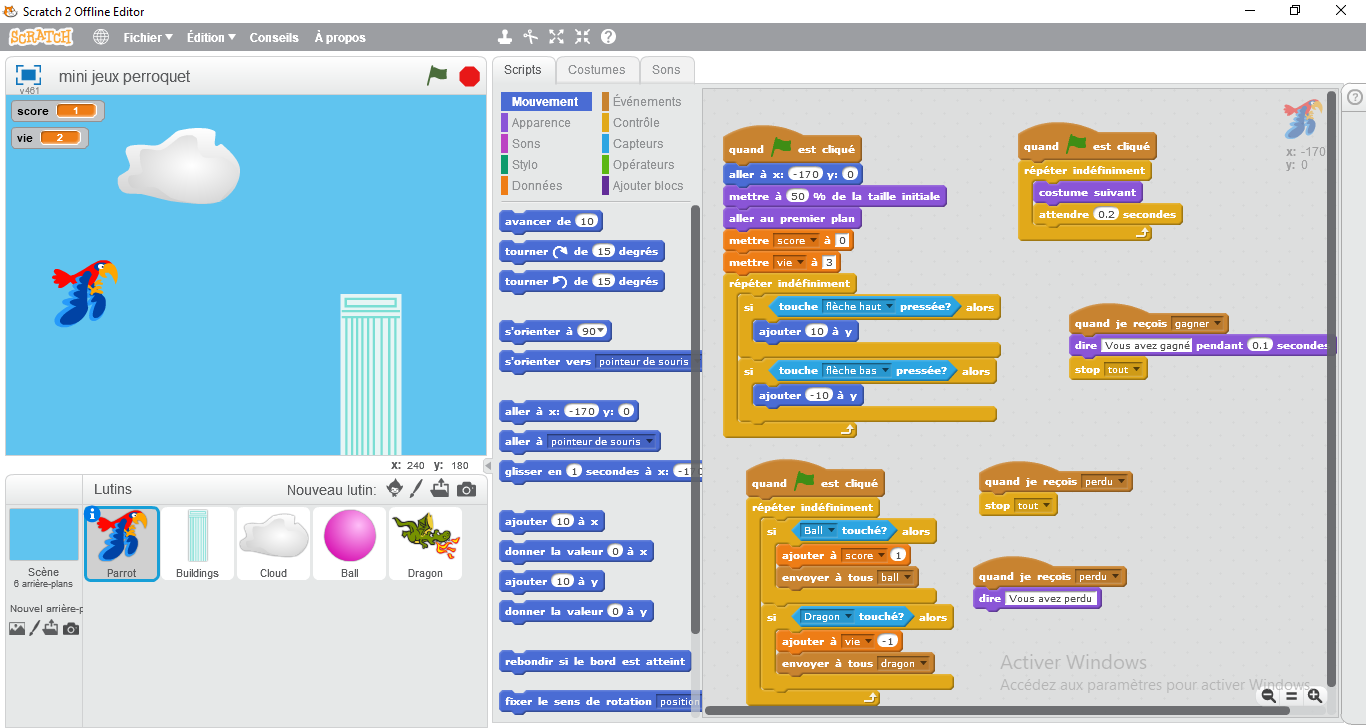 Scratch 2 Offline Editor
SCRATCH Fichier Édition Conseils À propos
v461
mini jeux perroquet
score 1
vie 2
x: 240 y: 180
Lutins
Nouveau lutin:
Scène
6 arrière-plans
Nouvel arrière-p
Parrot
Buildings
Cloud
Ball
Dragon
Scripts Costumes Sons
Mouvement Événements
Apparence Contrôle
Sons Capteurs
Stylo Opérateurs
Données Ajouter blocs
avancer de 10
tourner de 15 degrés
tourner de 15 degrés
s'orienter à 90
s'orienter vers pointeur de souris
aller à x: -170 y: 0
aller à pointeur de souris
glisser en 1 secondes à x: -170
ajouter 10 à x
donner la valeur 0 à x
ajouter 10 à y
donner la valeur 0 à y
rebondir si le bord est atteint
fixer le sens de rotation position
quand est cliqué
aller à x: -170 y: 0
mettre à 50 % de la taille initiale
aller au premier plan
mettre score à 0
mettre vie à 3
répéter indéfiniment
si touche flèche haut pressée? alors
ajouter 10 à y
si touche flèche bas pressée? alors
ajouter -10 à y
quand est cliqué
répéter indéfiniment
costume suivant
attendre 0.2 secondes
x: -170
y: 0
quand je reçois gagner
dire Vous avez gagné pendant 0.1 secondes
stop tout
quand est cliqué
répéter indéfiniment
si Ball touché? alors
ajouter à score 1
envoyer à tous ball
si Dragon touché? alors
ajouter à vie -1
envoyer à tous dragon
quand je reçois perdu
stop tout
quand je reçois perdu
dire Vous avez perdu
Activer Windows
Accédez aux paramètres pour activer Windows.